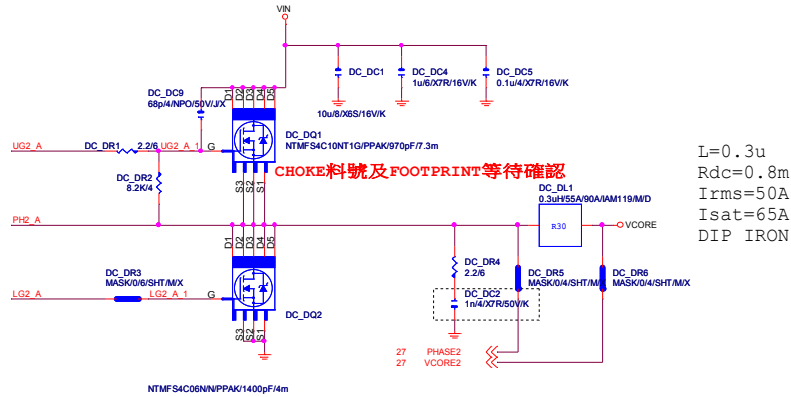 VIN
DC_DC1
10u/8/X6S/16V/K
DC_DC4
1u/6/X7R/16V/K
DC_DC5
0.1u/4/X7R/16V/K
DC_DC9
68p/4/NPO/50V/J/X
D1
D2
D3
D4
D5
UG2_A
DC_DR1
2.2/6
UG2_A_1
G
DC_DQ1
NTMFS4C10NT1G/PPAK/970pF/7.3m
DC_DR2
8.2K/4
S3
S2
S1
CHOKE料號及FOOTPRINT等待確認
L=0.3u
Rdc=0.8m
Irms=50A
Isat=65A
DIP IRON
DC_DL1
0.3uH/55A/90A/IAM119/M/D
R30
VCORE
PH2_A
D1
D2
D3
D4
D5
DC_DR3
MASK/0/6/SHT/M/X
LG2_A
LG2_A_1
G
DC_DQ2
S3
S2
S1
NTMFS4C06N/N/PPAK/1400pF/4m
DC_DR4
2.2/6
DC_DC2
1n/4/X7R/50V/K
DC_DR5
MASK/0/4/SHT/M/X
DC_DR6
MASK/0/4/SHT/M/X
27 PHASE2
27 VCORE2